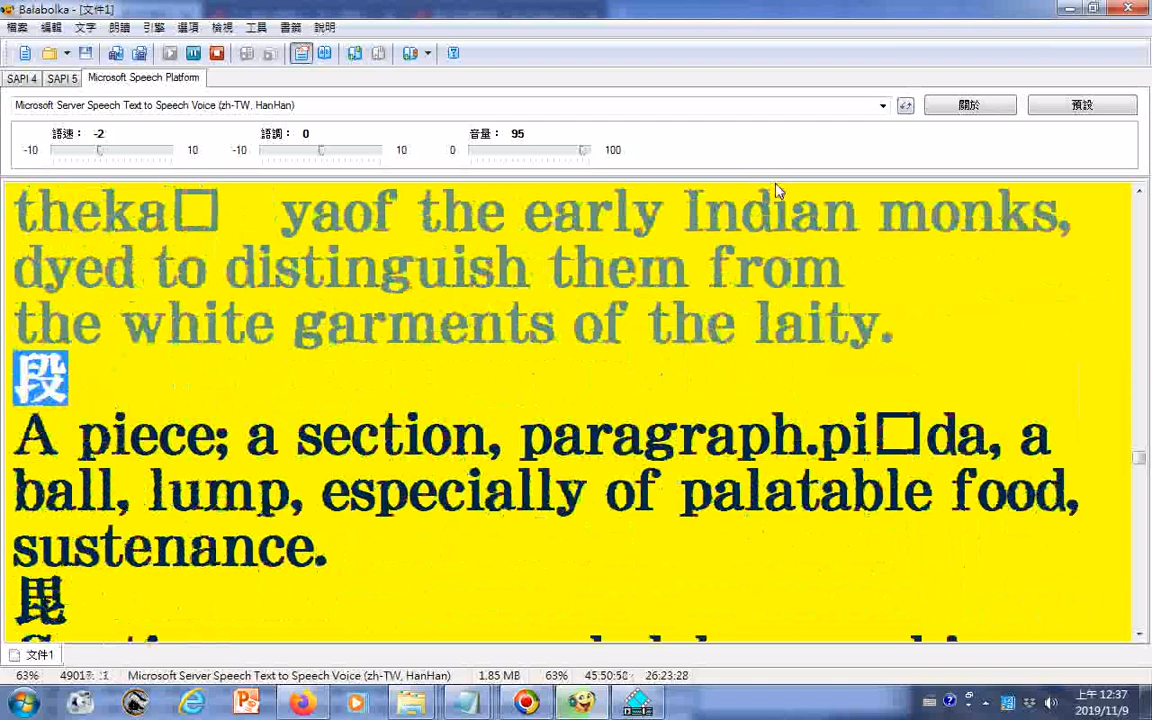 Balabolka - [文件1]
檔案 編輯 文字 朗讀 引擎 選項 檢視 工具 書籤 說明
SAPI 4 SAPI 5 Microsoft Speech Platform
Microsoft Server Speech Text to Speech Voice (zh-TW, HanHan) 關於 預設
語速： -2 語調： 0 音量： 95
-10 10 -10 10 0 100
theka□ yaof the early Indian monks,
dyed to distinguish them from
the white garments of the laity.
段
A piece; a section, paragraph.pi□da, a
ball, lump, especially of palatable food,
sustenance.
毘
文件1
63% Microsoft Server Speech Text to Speech Voice (zh-TW, HanHan) 1.85 MB 63% 45:50:50 26:23:28
上午 12:37
2019/11/9